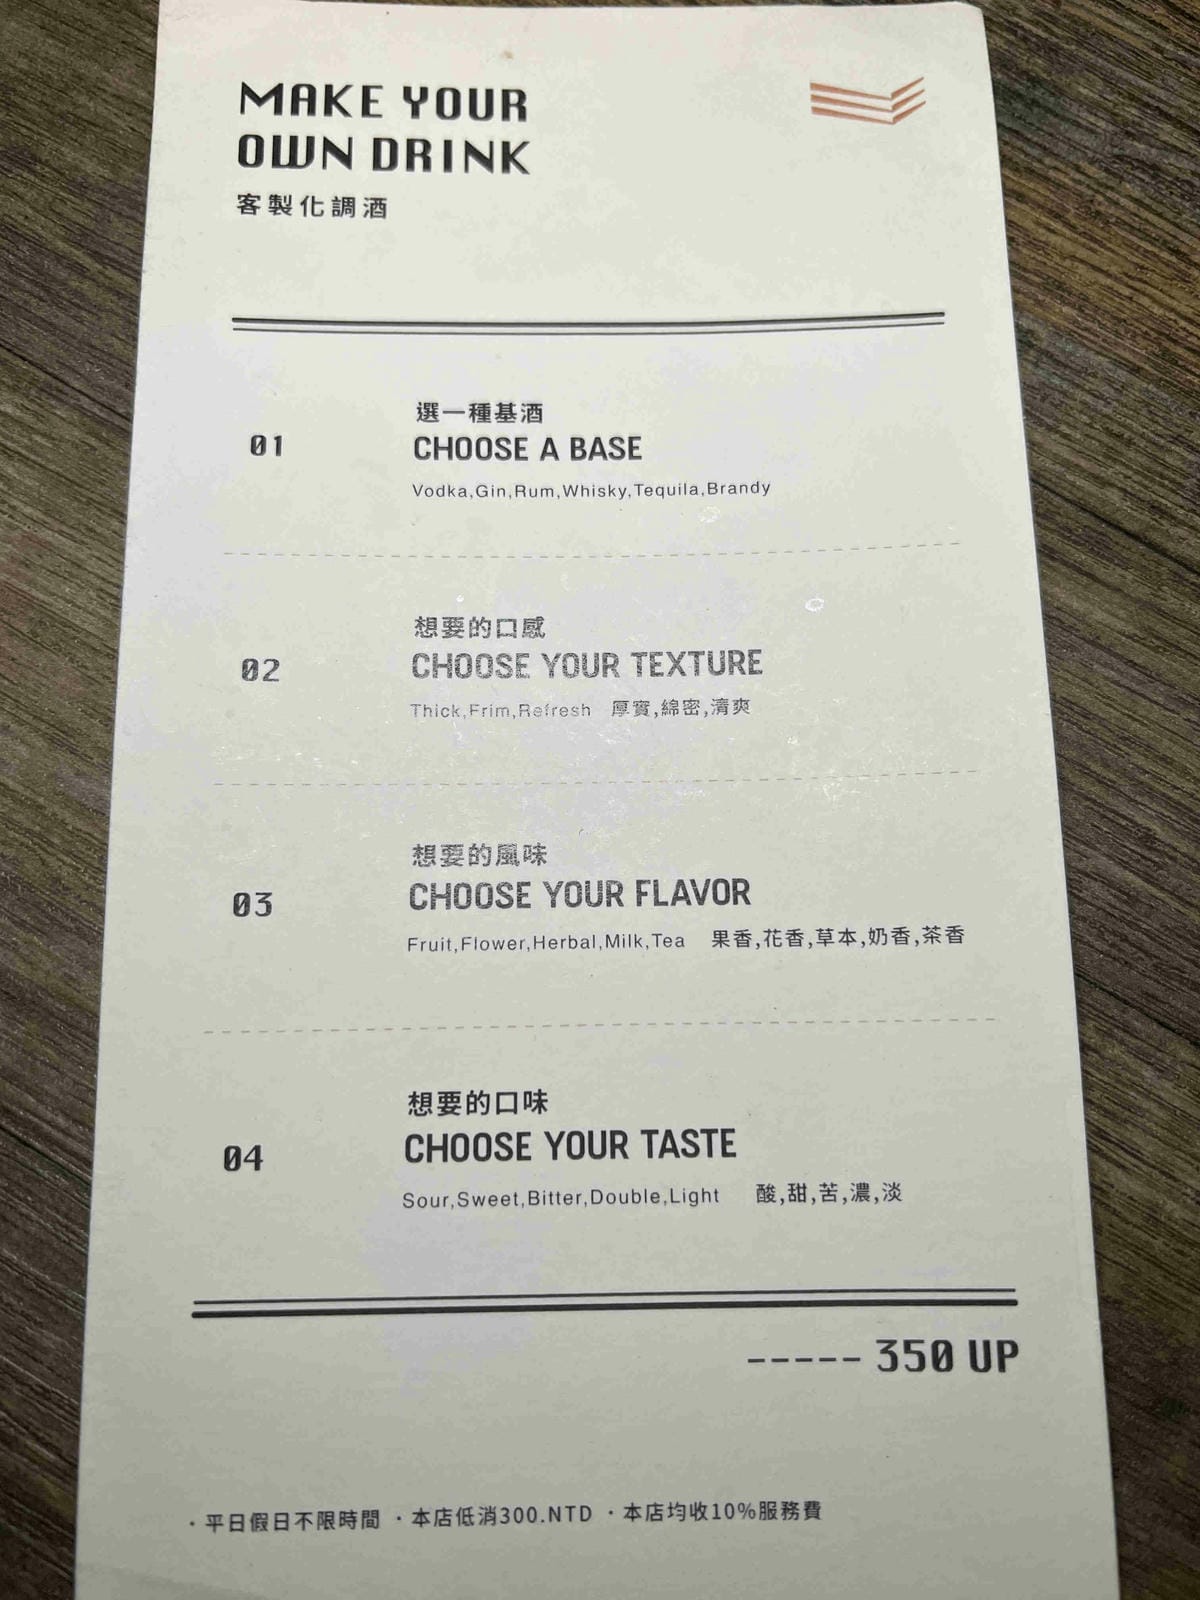 MAKE YOUR
OWN DRINK
客製化調酒
01
選一種基酒
CHOOSE A BASE
Vodka,Gin,Rum,Whisky,Tequila,Brandy
02
想要的口感
CHOOSE YOUR TEXTURE
Thick,Frim,Refresh 厚實,綿密,清爽
03
想要的風味
CHOOSE YOUR FLAVOR
Fruit,Flower,Herbal,Milk,Tea 果香,花香,草本,奶香,茶香
04
想要的口味
CHOOSE YOUR TASTE
Sour,Sweet,Bitter,Double,Light 酸,甜,苦,濃,淡
----- 350 UP
・平日假日不限時間 ・本店低消300.NTD ・本店均收10%服務費